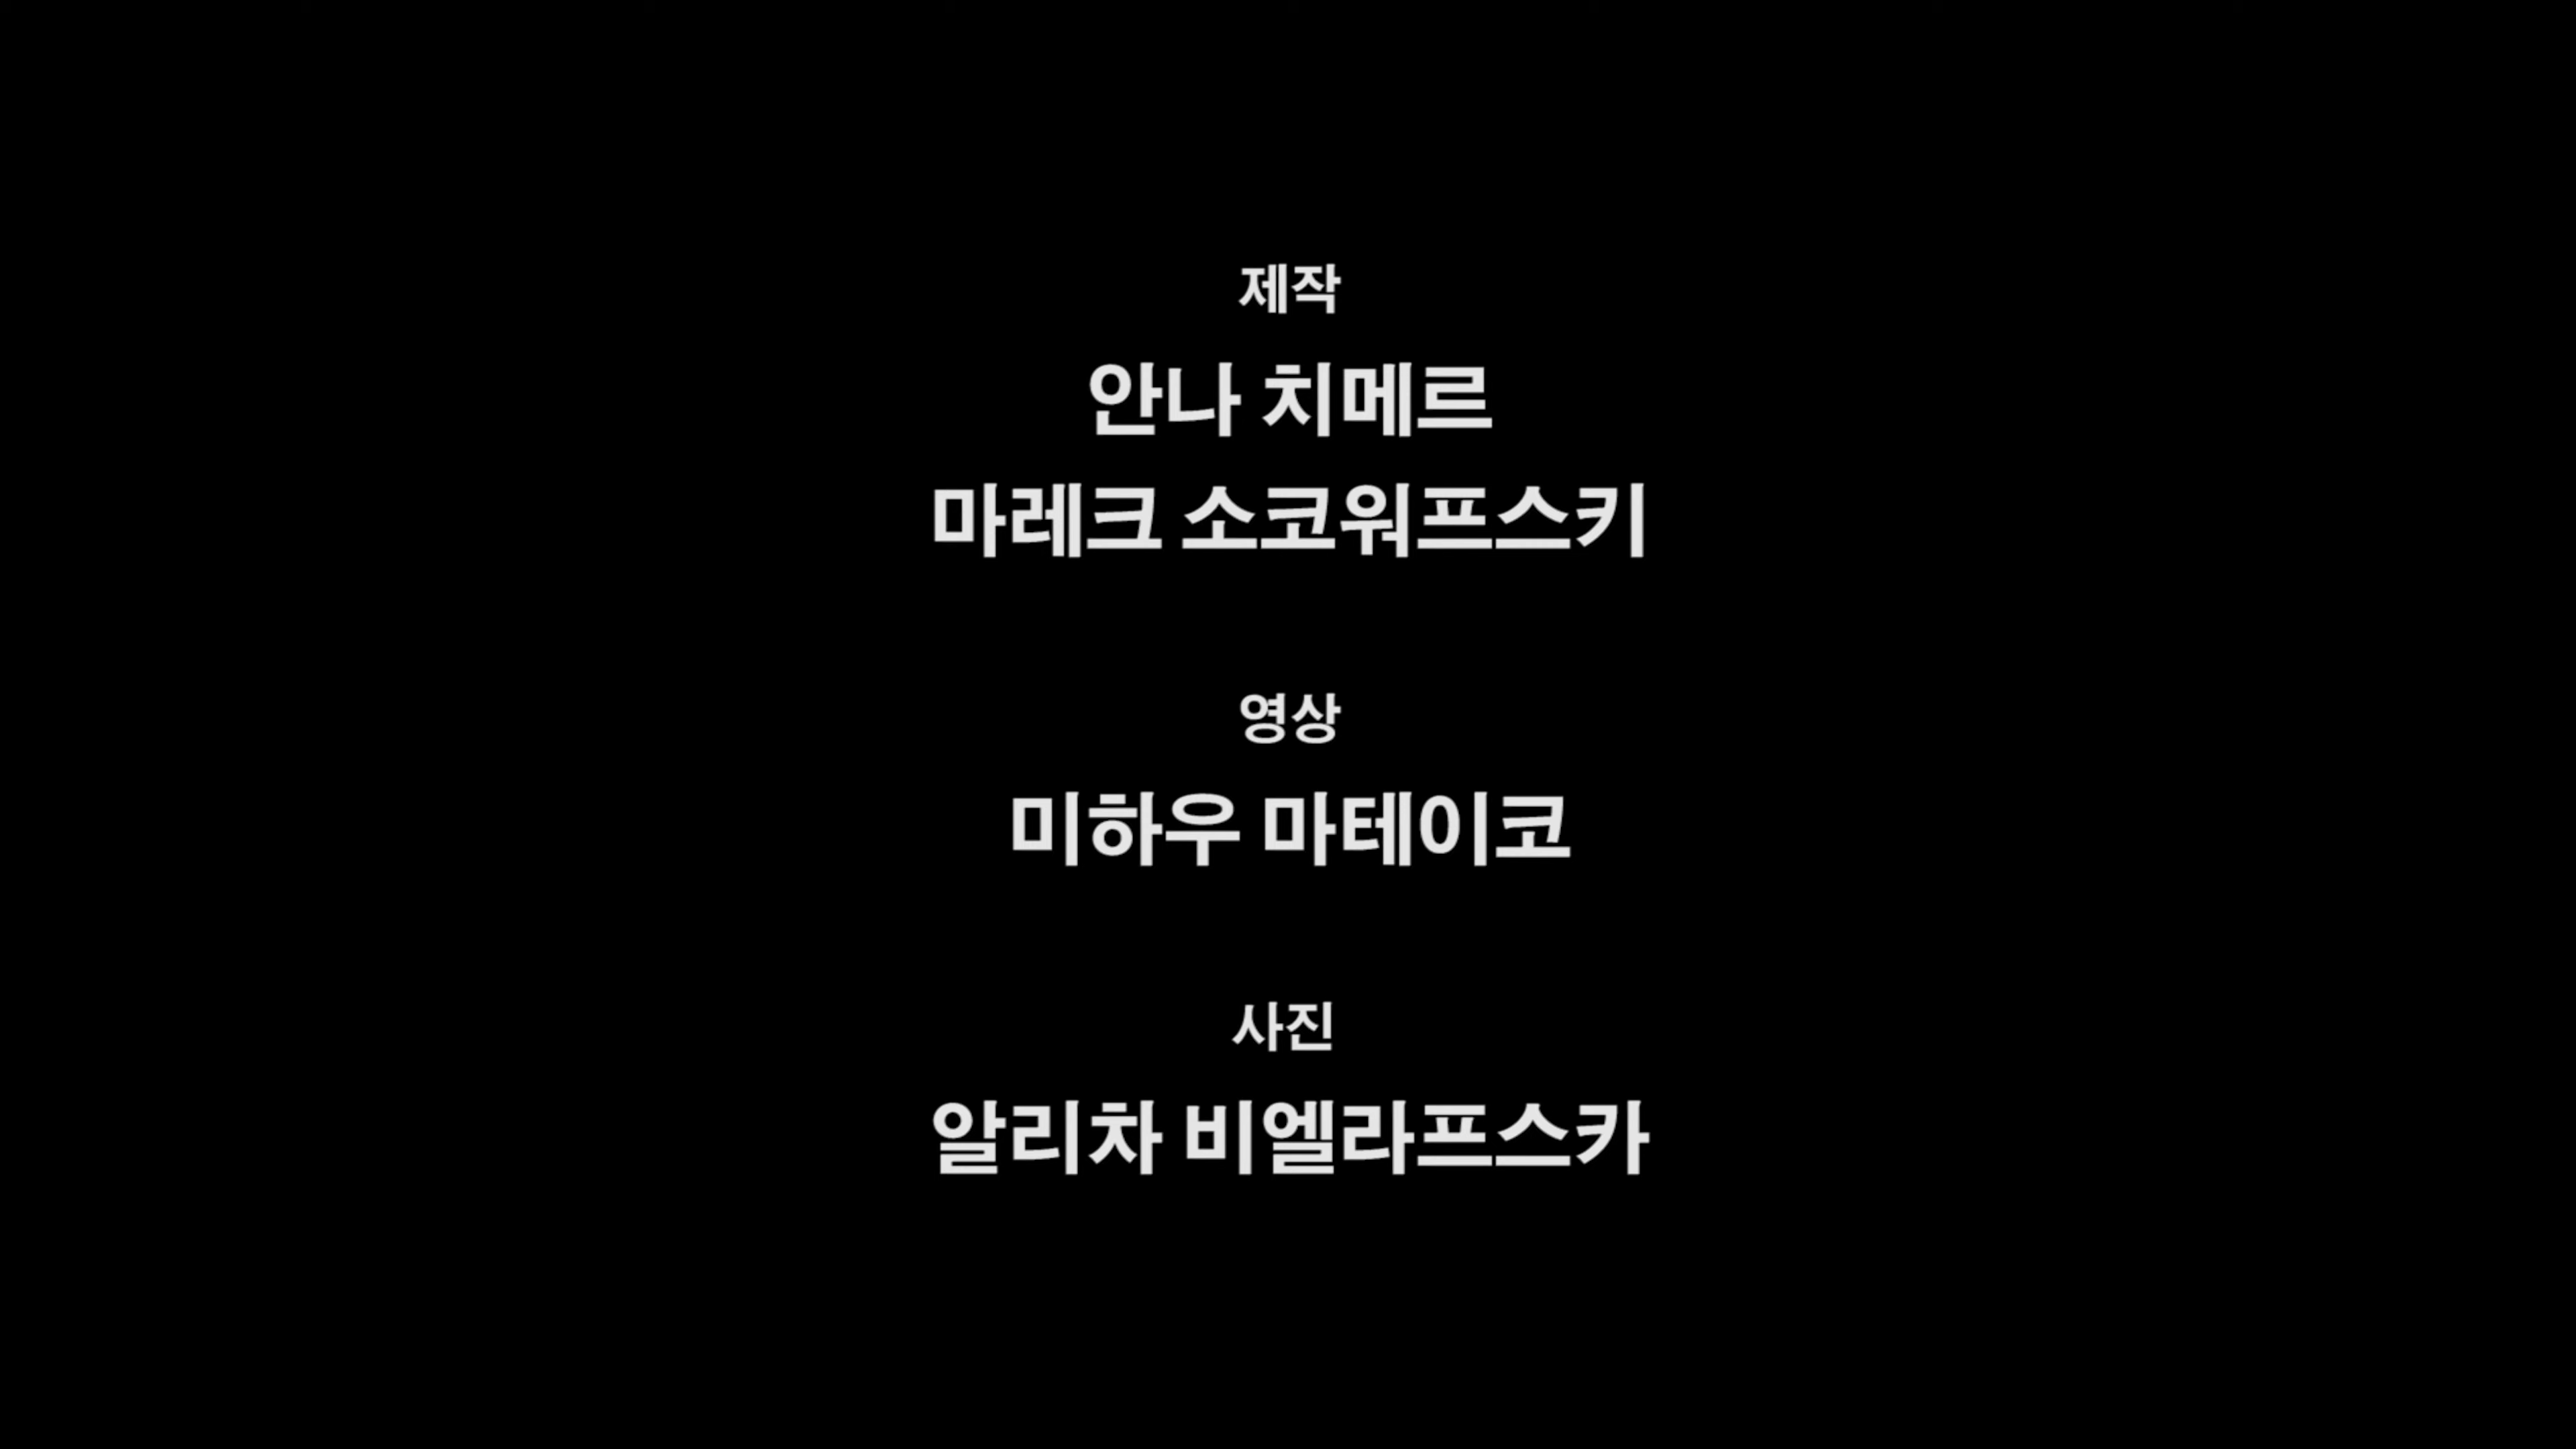 제작
안나 치메르
마레크 소코워프스키
영상
미하우 마테이코
사진
알리차 비엘라프스카